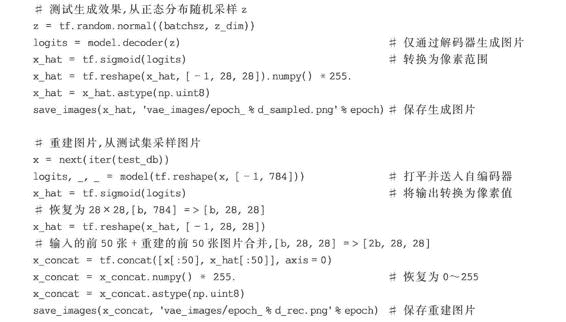 # 测试生成效果,从正态分布随机采样 z
z = tf.random.normal((batchsz, z_dim))
logits = model.decoder(z) # 仅通过解码器生成图片
x_hat = tf.sigmoid(logits) # 转换为像素范围
x_hat = tf.reshape(x_hat, [-1, 28, 28]).numpy() *255.
x_hat = x_hat.astype(np.uint8)
save_images(x_hat, 'vae_images/epoch_%d_sampled.png'%epoch) # 保存生成图片
# 重建图片,从测试集采样图片
x = next(iter(test_db))
logits, _, _ = model(tf.reshape(x, [-1, 784])) # 打平并送入自编码器
x_hat = tf.sigmoid(logits) # 将输出转换为像素值
# 恢复为 28×28,[b, 784] => [b, 28, 28]
x_hat = tf.reshape(x_hat, [-1, 28, 28])
# 输入的前 50 张 + 重建的前 50 张图片合并,[b, 28, 28] => [2b, 28, 28]
x_concat = tf.concat([x[:50], x_hat[:50]], axis=0)
x_concat = x_concat.numpy() * 255. # 恢复为 0~255
x_concat = x_concat.astype(np.uint8)
save_images(x_concat, 'vae_images/epoch_%d_rec.png'%epoch) # 保存重建图片